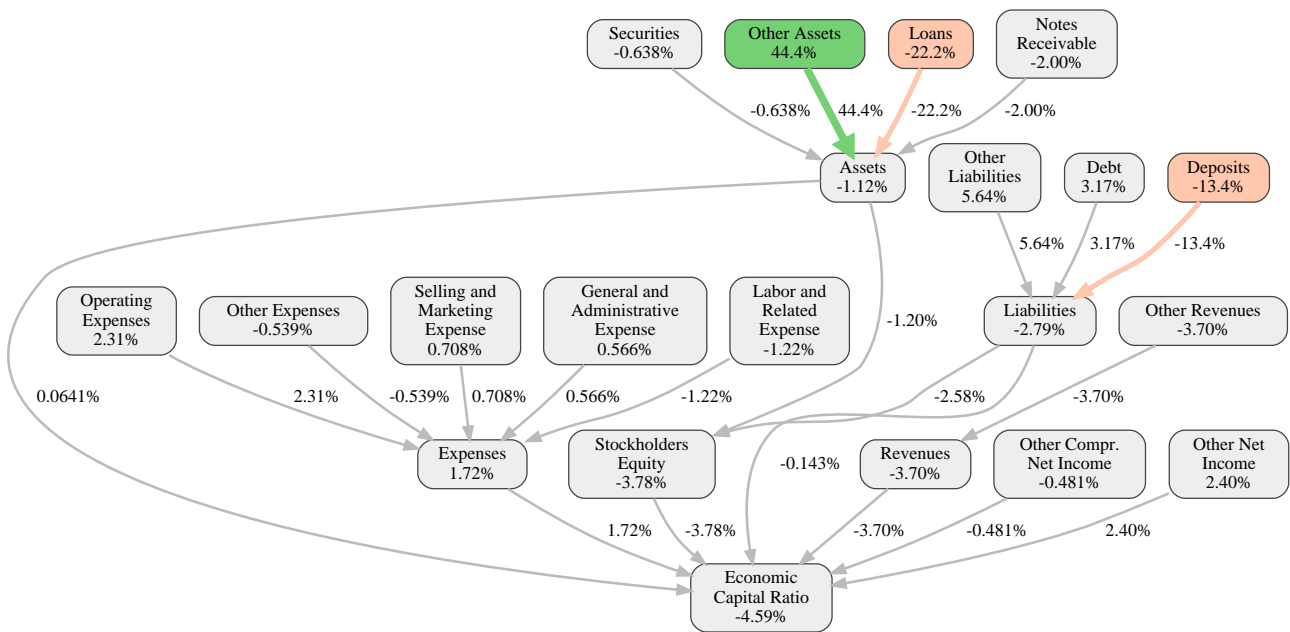 Securities
-0.638%
Other Assets
44.4%
Loans
-22.2%
Notes
Receivable
-2.00%
-0.638%
44.4%
-22.2%
-2.00%
Assets
-1.12%
Other
Liabilities
5.64%
Debt
3.17%
Deposits
-13.4%
5.64%
3.17%
-13.4%
Operating
Expenses
2.31%
Other Expenses
-0.539%
Selling and
Marketing
Expense
0.708%
General and
Administrative
Expense
0.566%
Labor and
Related
Expense
-1.22%
-1.20%
Liabilities
-2.79%
Other Revenues
-3.70%
0.0641%
2.31%
-0.539%
0.708%
0.566%
-1.22%
-2.58%
-3.70%
Expenses
1.72%
Stockholders
Equity
-3.78%
-0.143%
Revenues
-3.70%
Other Compr.
Net Income
-0.481%
Other Net
Income
2.40%
1.72%
-3.78%
-3.70%
-0.481%
2.40%
Economic
Capital Ratio
-4.59%